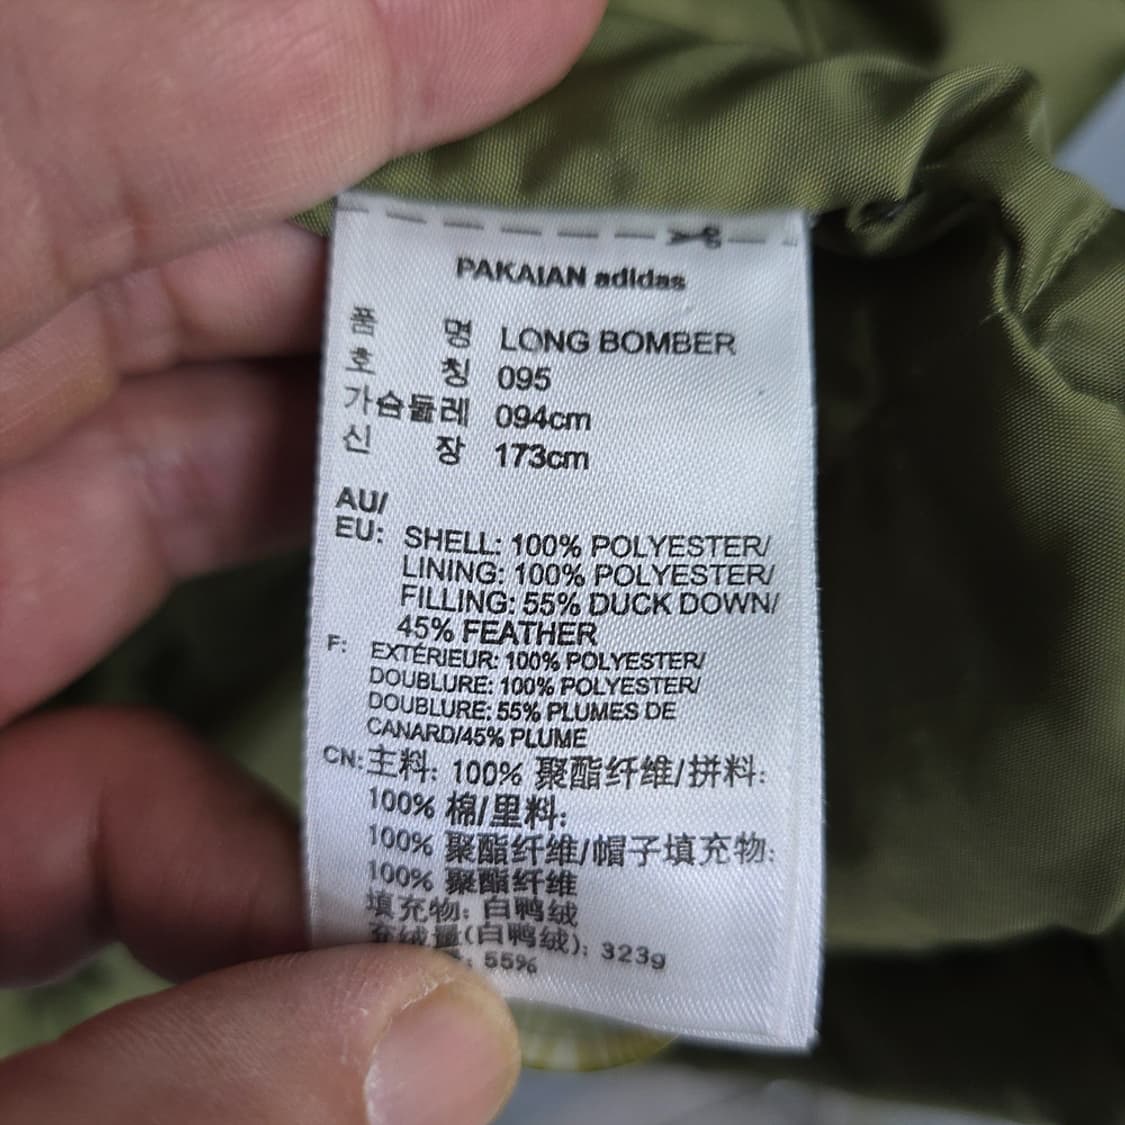 PAKAIAN adidas
품 명 LONG BOMBER
호 칭 095
가슴둘레 094cm
신 장 173cm
AU/
EU: SHELL: 100% POLYESTER/
LINING: 100% POLYESTER/
FILLING: 55% DUCK DOWN/
45% FEATHER
F: EXTÉRIEUR: 100% POLYESTER/
DOUBLURE: 100% POLYESTER/
DOUBLURE: 55% PLUMES DE
CANARD/45% PLUME
CN:主料: 100% 聚酯纤维/拼料:
100% 棉/里料:
100% 聚酯纤维/帽子填充物:
100% 聚酯纤维
填充物: 白鸭绒
充绒量(白鸭绒): 323g
: 55%